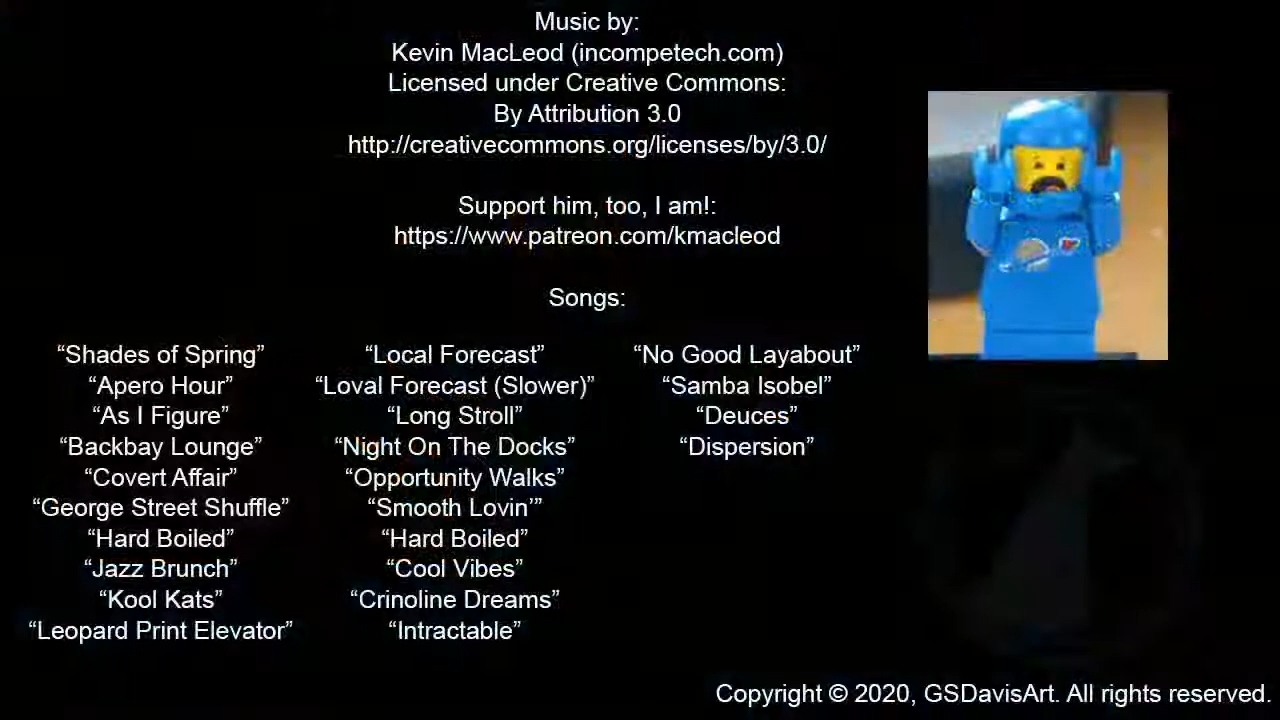 Music by:
Kevin MacLeod (incompetech.com)
Licensed under Creative Commons:
By Attribution 3.0
http://creativecommons.org/licenses/by/3.0/
Support him, too, I am!:
https://www.patreon.com/kmacleod
Songs:
“Shades of Spring”
“Apero Hour”
“As I Figure”
“Backbay Lounge”
“Covert Affair”
“George Street Shuffle”
“Hard Boiled”
“Jazz Brunch”
“Kool Kats”
“Leopard Print Elevator”
“Local Forecast”
“Loval Forecast (Slower)”
“Long Stroll”
“Night On The Docks”
“Opportunity Walks”
“Smooth Lovin’”
“Hard Boiled”
“Cool Vibes”
“Crinoline Dreams”
“Intractable”
“No Good Layabout”
“Samba Isobel”
“Deuces”
“Dispersion”
Copyright © 2020, GSDavisArt. All rights reserved.